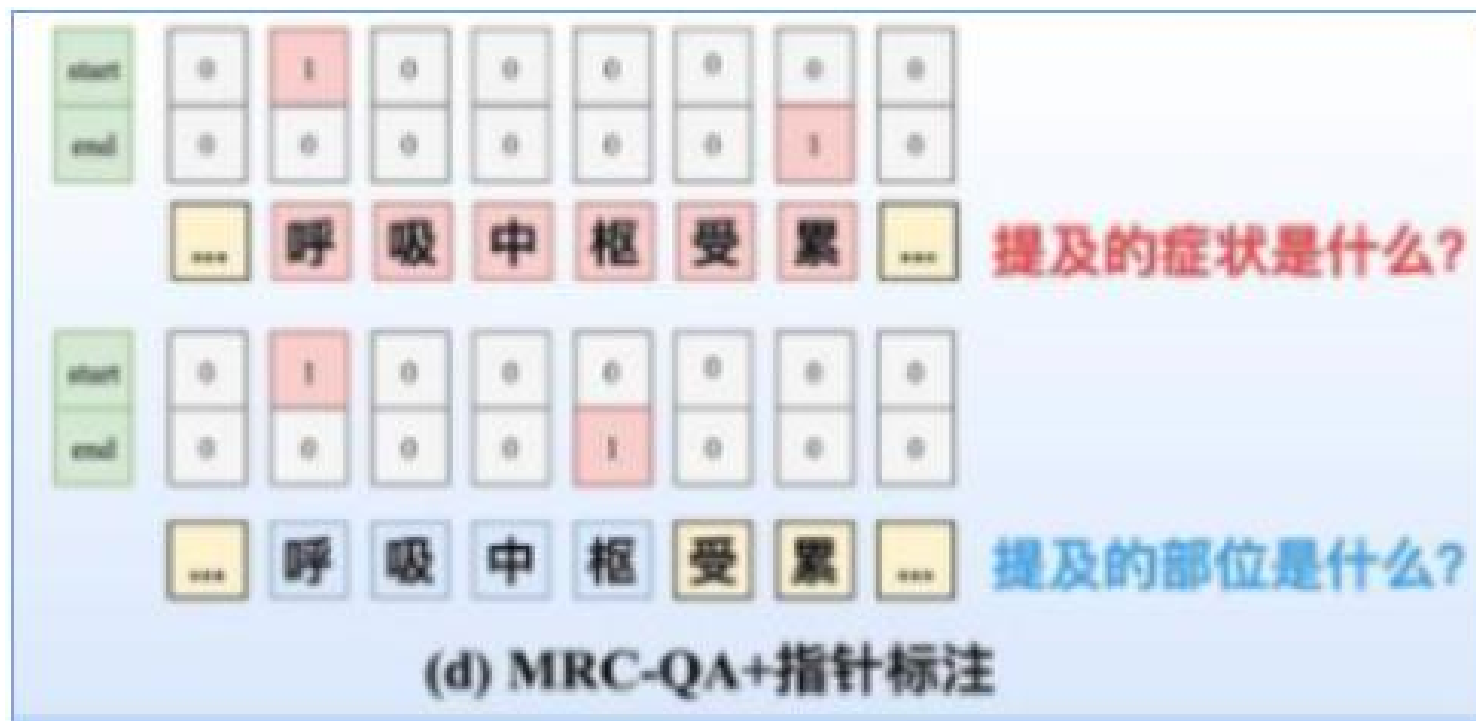 start 0 1 0 0 0 0 0 0
end 0 0 0 0 0 0 1 0
... 呼 吸 中 枢 受 累 ... 提及的症状是什么?
start 0 1 0 0 0 0 0 0
end 0 0 0 0 1 0 0 0
... 呼 吸 中 枢 受 累 ... 提及的部位是什么?
(d) MRC-QA+指针标注